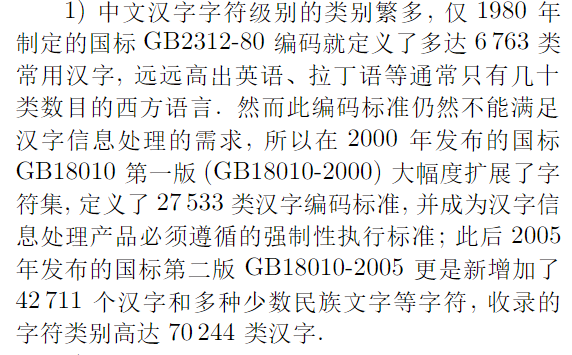 1) 中文汉字字符级别的类别繁多, 仅 1980 年
制定的国标 GB2312-80 编码就定义了多达 6 763 类
常用汉字, 远远高出英语、拉丁语等通常只有几十
类数目的西方语言. 然而此编码标准仍然不能满足
汉字信息处理的需求, 所以在 2000 年发布的国标
GB18010 第一版 (GB18010-2000) 大幅度扩展了字
符集, 定义了 27 533 类汉字编码标准, 并成为汉字信
息处理产品必须遵循的强制性执行标准; 此后 2005
年发布的国标第二版 GB18010-2005 更是新增加了
42 711 个汉字和多种少数民族文字等字符, 收录的
字符类别高达 70 244 类汉字.